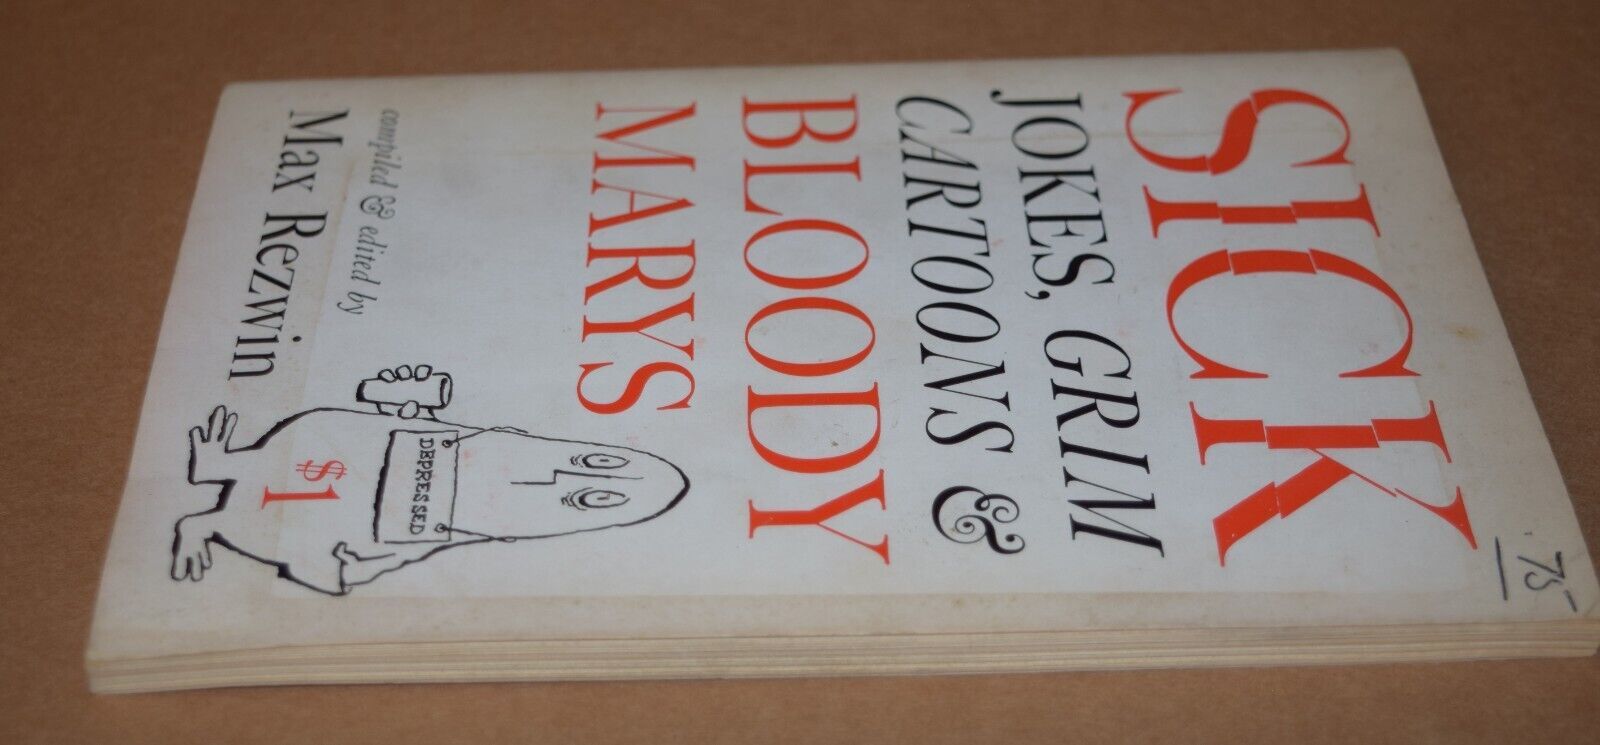 .75
SICK
JOKES, GRIM
CARTOONS &
BLOODY
MARYS
compiled & edited by
Max Rezwin
DEPRESSED
$1